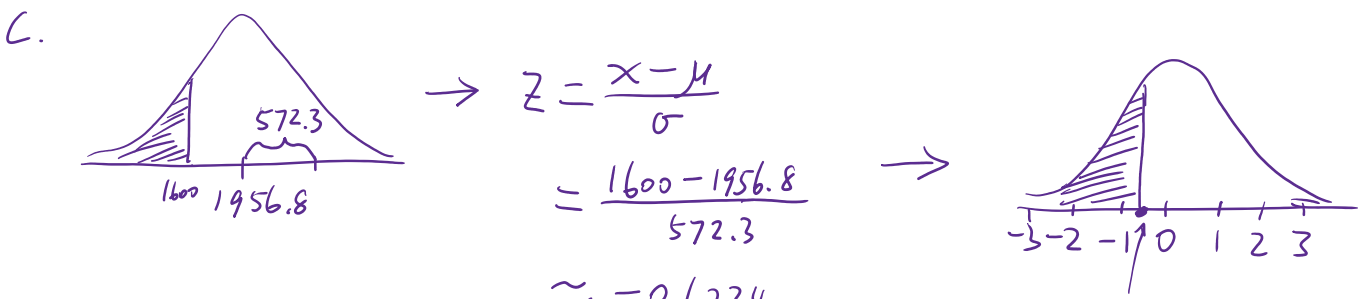 C.
572.3
1600 1956.8
→ Z = (x − μ) / σ
= (1600 − 1956.8) / 572.3
→
-3 -2 -1 0 1 2 3